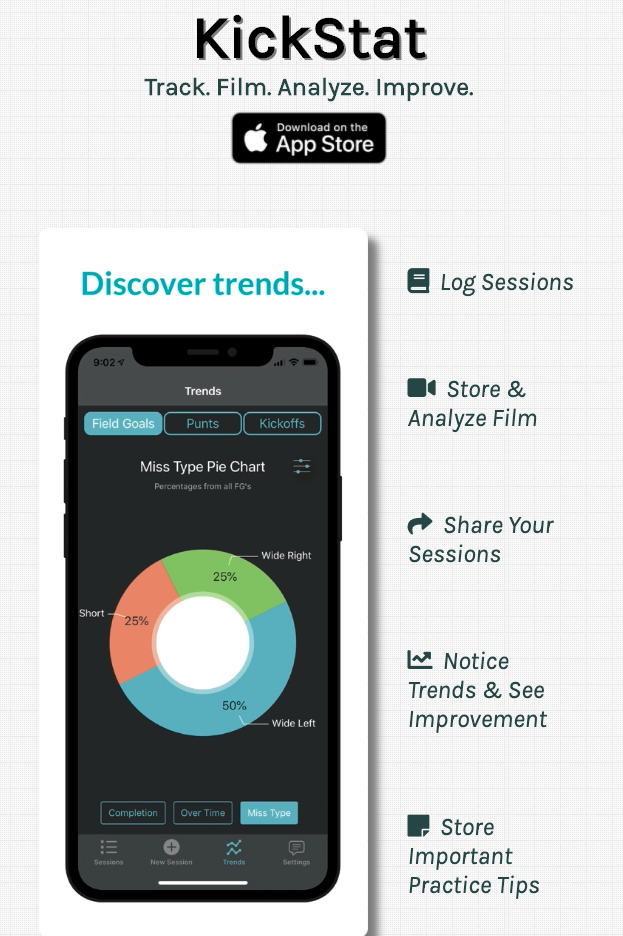 KickStat
Track. Film. Analyze. Improve.
Download on the
App Store
Discover trends...
9:02
Trends
Field Goals
Punts
Kickoffs
Miss Type Pie Chart
Percentages from all FG's
Wide Right
25%
Short
25%
50%
Wide Left
Completion
Over Time
Miss Type
Sessions
New Session
Trends
Settings
Log Sessions
Store &
Analyze Film
Share Your
Sessions
Notice
Trends & See
Improvement
Store
Important
Practice Tips